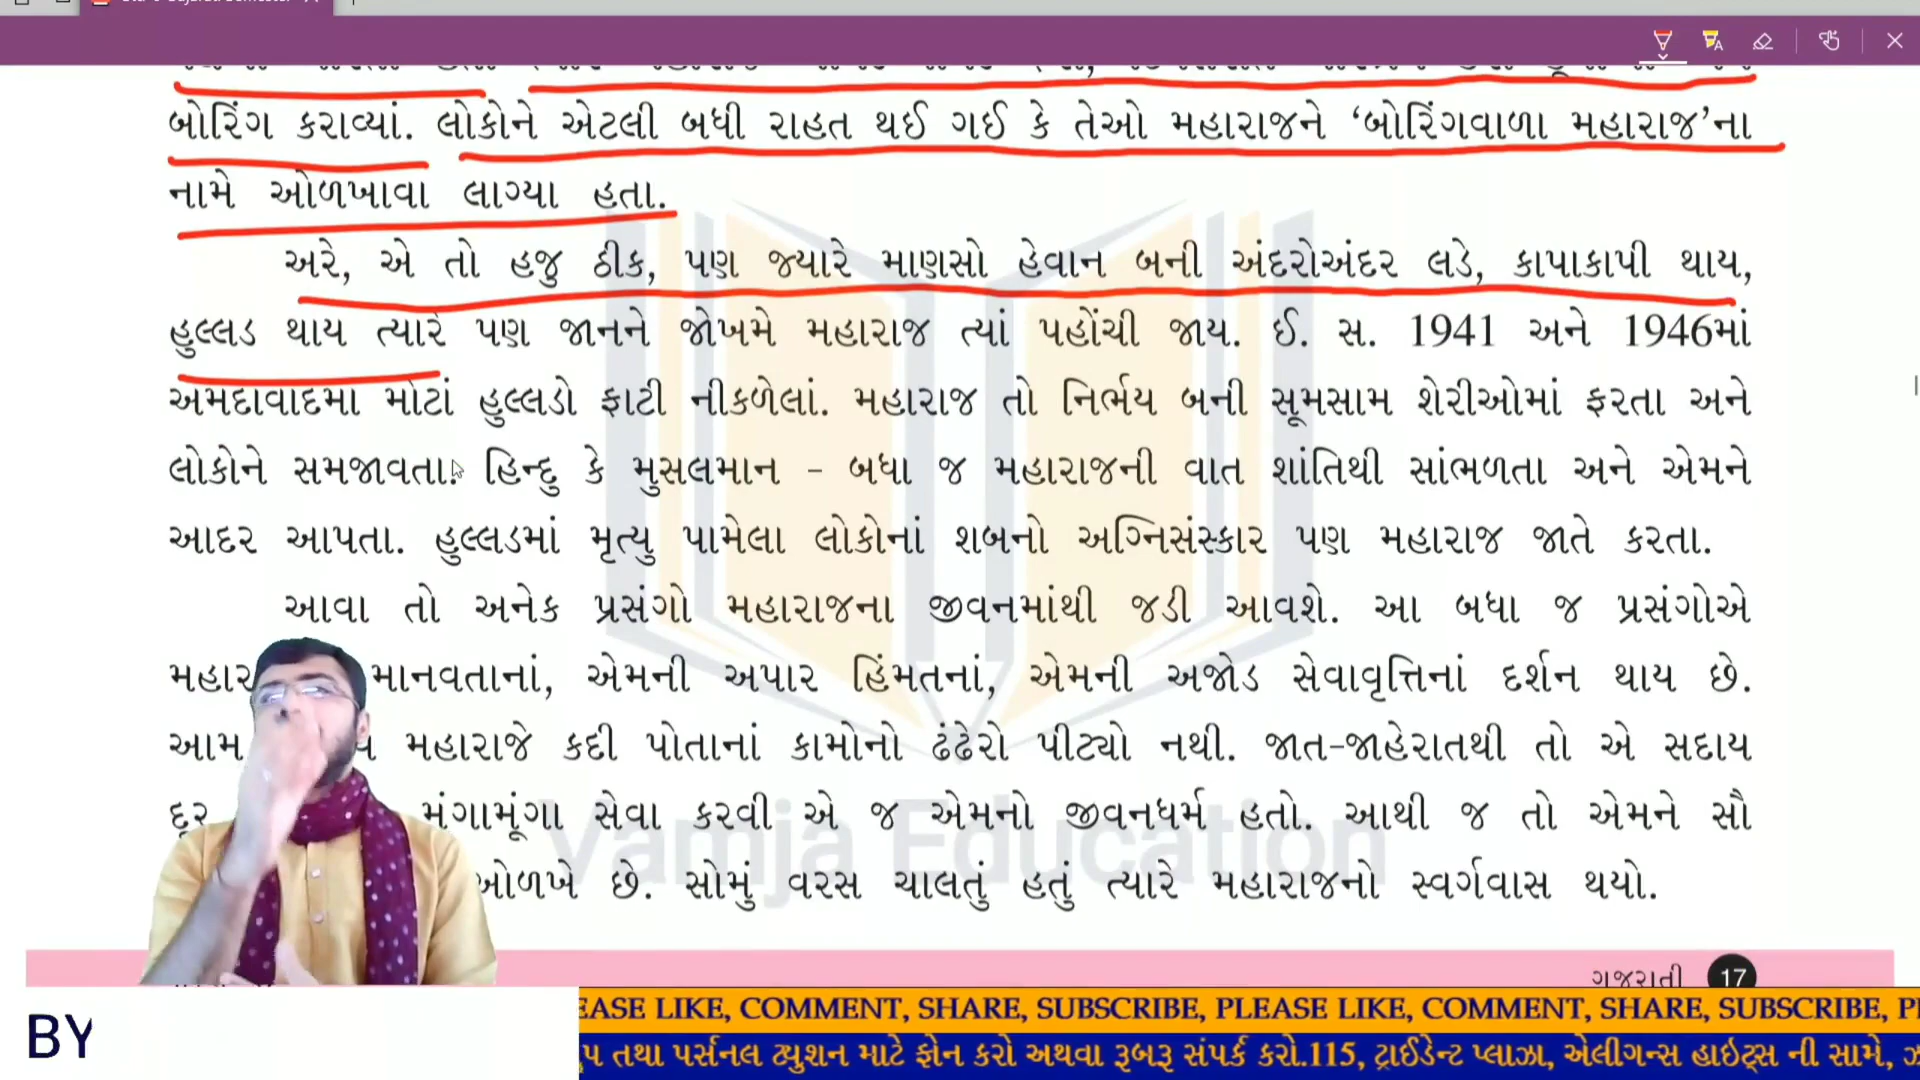 બોરિંગ કરાવ્યાં. લોકોને એટલી બધી રાહત થઈ ગઈ કે તેઓ મહારાજને ‘બોરિંગવાળા મહારાજ’ના
નામે ઓળખાવા લાગ્યા હતા.
અરે, એ તો હજુ ઠીક, પણ જ્યારે માણસો હેવાન બની અંદરોઅંદર લડે, કાપાકાપી થાય,
હુલ્લડ થાય ત્યારે પણ જાનને જોખમે મહારાજ ત્યાં પહોંચી જાય. ઈ. સ. 1941 અને 1946માં
અમદાવાદમા મોટાં હુલ્લડો ફાટી નીકળેલાં. મહારાજ તો નિર્ભય બની સૂમસામ શેરીઓમાં ફરતા અને
લોકોને સમજાવતા. હિન્દુ કે મુસલમાન - બધા જ મહારાજની વાત શાંતિથી સાંભળતા અને એમને
આદર આપતા. હુલ્લડમાં મૃત્યુ પામેલા લોકોનાં શબનો અગ્નિસંસ્કાર પણ મહારાજ જાતે કરતા.
આવા તો અનેક પ્રસંગો મહારાજના જીવનમાંથી જડી આવશે. આ બધા જ પ્રસંગોએ
મહાર માનવતાનાં, એમની અપાર હિંમતનાં, એમની અજોડ સેવાવૃત્તિનાં દર્શન થાય છે.
આમ મહારાજે કદી પોતાનાં કામોનો ઢંઢેરો પીટ્યો નથી. જાત-જાહેરાતથી તો એ સદાય
દૂર મંગામૂંગા સેવા કરવી એ જ એમનો જીવનધર્મ હતો. આથી જ તો એમને સૌ
ઓળખે છે. સોમું વરસ ચાલતું હતું ત્યારે મહારાજનો સ્વર્ગવાસ થયો.
Vamja Education
ગુજરાતી 17
BY
EASE LIKE, COMMENT, SHARE, SUBSCRIBE, PLEASE LIKE, COMMENT, SHARE, SUBSCRIBE, PL
તથા પર્સનલ ટ્યુશન માટે ફોન કરો અથવા રૂબરૂ સંપર્ક કરો.115, ટ્રાઈડેન્ટ પ્લાઝા, એલીગન્સ હાઇટ્સ ની સામે,